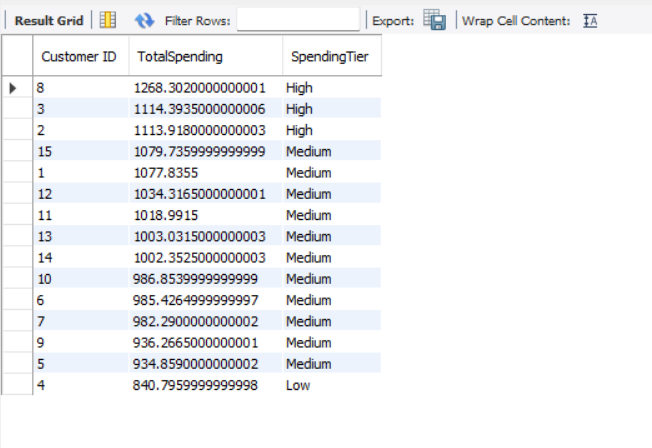 Result Grid Filter Rows: Export: Wrap Cell Content:
Customer ID TotalSpending SpendingTier
8 1268.3020000000001 High
3 1114.3935000000006 High
2 1113.9180000000003 High
15 1079.7359999999999 Medium
1 1077.8355 Medium
12 1034.3165000000001 Medium
11 1018.9915 Medium
13 1003.0315000000003 Medium
14 1002.3525000000003 Medium
10 986.8539999999999 Medium
6 985.4264999999997 Medium
7 982.2900000000002 Medium
9 936.2665000000001 Medium
5 934.8590000000002 Medium
4 840.7959999999998 Low